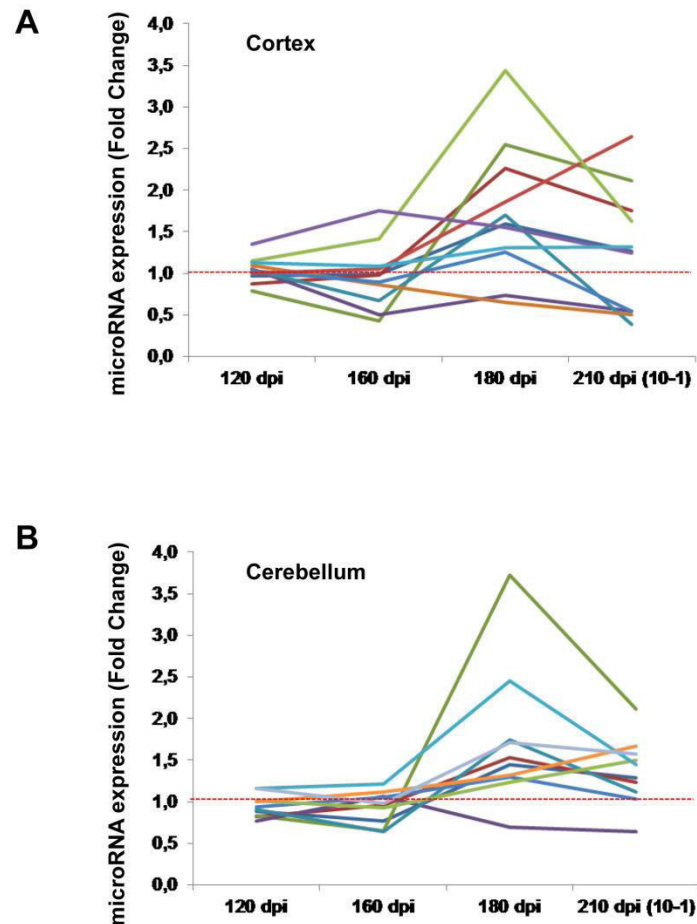 A
Cortex
microRNA expression (Fold Change)
4,0
3,5
3,0
2,5
2,0
1,5
1,0
0,5
0,0
120 dpi 160 dpi 180 dpi 210 dpi (10-1)
B
Cerebellum
microRNA expression (Fold Change)
4,0
3,5
3,0
2,5
2,0
1,5
1,0
0,5
0,0
120 dpi 160 dpi 180 dpi 210 dpi (10-1)